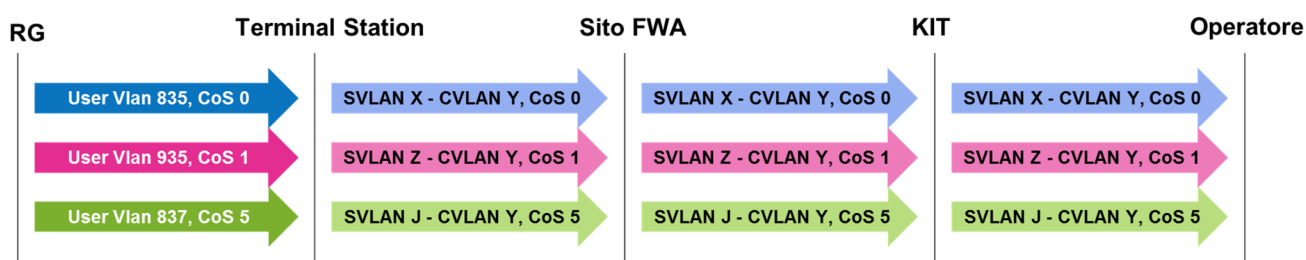 RG Terminal Station Sito FWA KIT Operatore
User Vlan 835, CoS 0 SVLAN X - CVLAN Y, CoS 0 SVLAN X - CVLAN Y, CoS 0 SVLAN X - CVLAN Y, CoS 0
User Vlan 935, CoS 1 SVLAN Z - CVLAN Y, CoS 1 SVLAN Z - CVLAN Y, CoS 1 SVLAN Z - CVLAN Y, CoS 1
User Vlan 837, CoS 5 SVLAN J - CVLAN Y, CoS 5 SVLAN J - CVLAN Y, CoS 5 SVLAN J - CVLAN Y, CoS 5